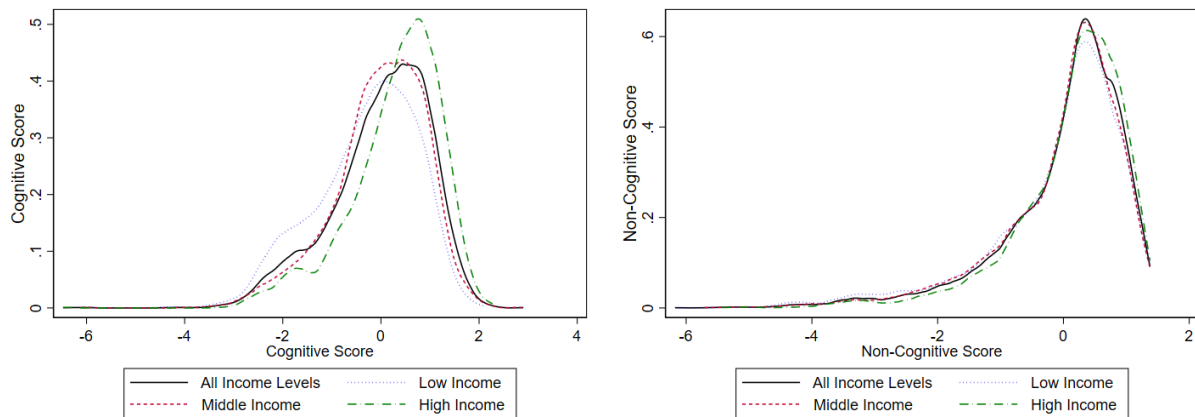 Cognitive Score
.5
.4
.3
.2
.1
0
-6 -4 -2 0 2 4
Cognitive Score
All Income Levels Low Income
Middle Income High Income
Non-Cognitive Score
.6
.4
.2
0
-6 -4 -2 0 2
Non-Cognitive Score
All Income Levels Low Income
Middle Income High Income